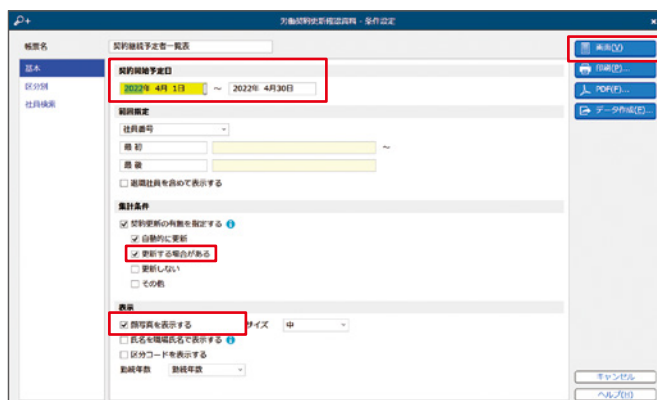 労働契約更新確認資料 - 条件設定
帳票名 契約継続予定者一覧表
基本
区分別
社員検索
契約開始予定日
2022年 4月 1日 ～ 2022年 4月30日
範囲指定
社員番号
最初 ～
最後
退職社員を含めて表示する
集計条件
契約更新の有無を指定する
自動的に更新
更新する場合がある
更新しない
その他
表示
顔写真を表示する サイズ 中
氏名を職場氏名で表示する
区分コードを表示する
勤続年数 勤続年数
画面(V)
印刷(P)...
PDF(F)...
データ作成(E)...
キャンセル
ヘルプ(H)